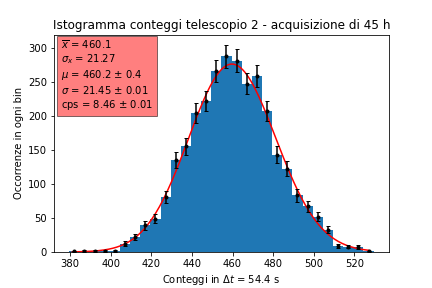 Istogramma conteggi telescopio 2 - acquisizione di 45 h
x̅ = 460.1
σₓ = 21.27
μ = 460.2 ± 0.4
σ = 21.45 ± 0.01
cps = 8.46 ± 0.01
Occorrenze in ogni bin
300
250
200
150
100
50
0
380 400 420 440 460 480 500 520
Conteggi in Δt = 54.4 s